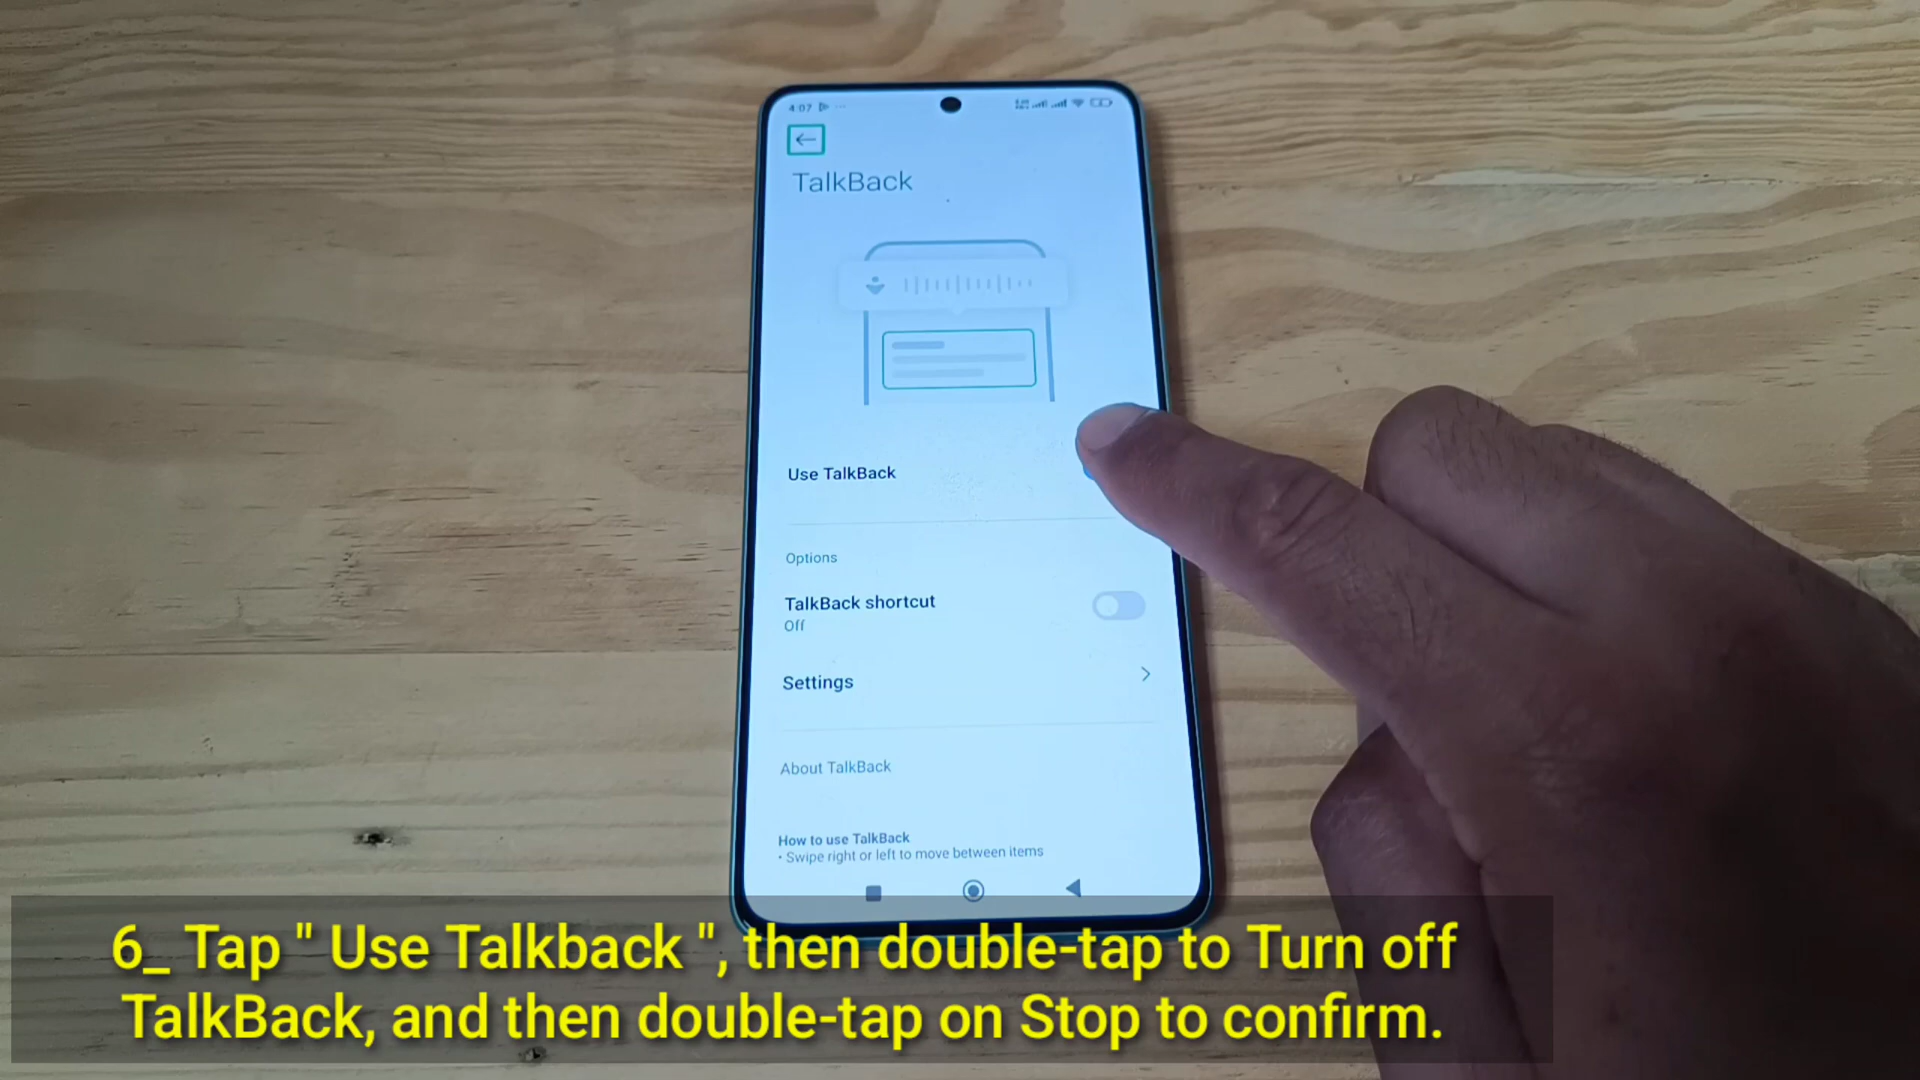 4:07
TalkBack
Use TalkBack
Options
TalkBack shortcut
Off
Settings
About TalkBack
How to use TalkBack
• Swipe right or left to move between items
6_ Tap " Use Talkback ", then double-tap to Turn off
TalkBack, and then double-tap on Stop to confirm.